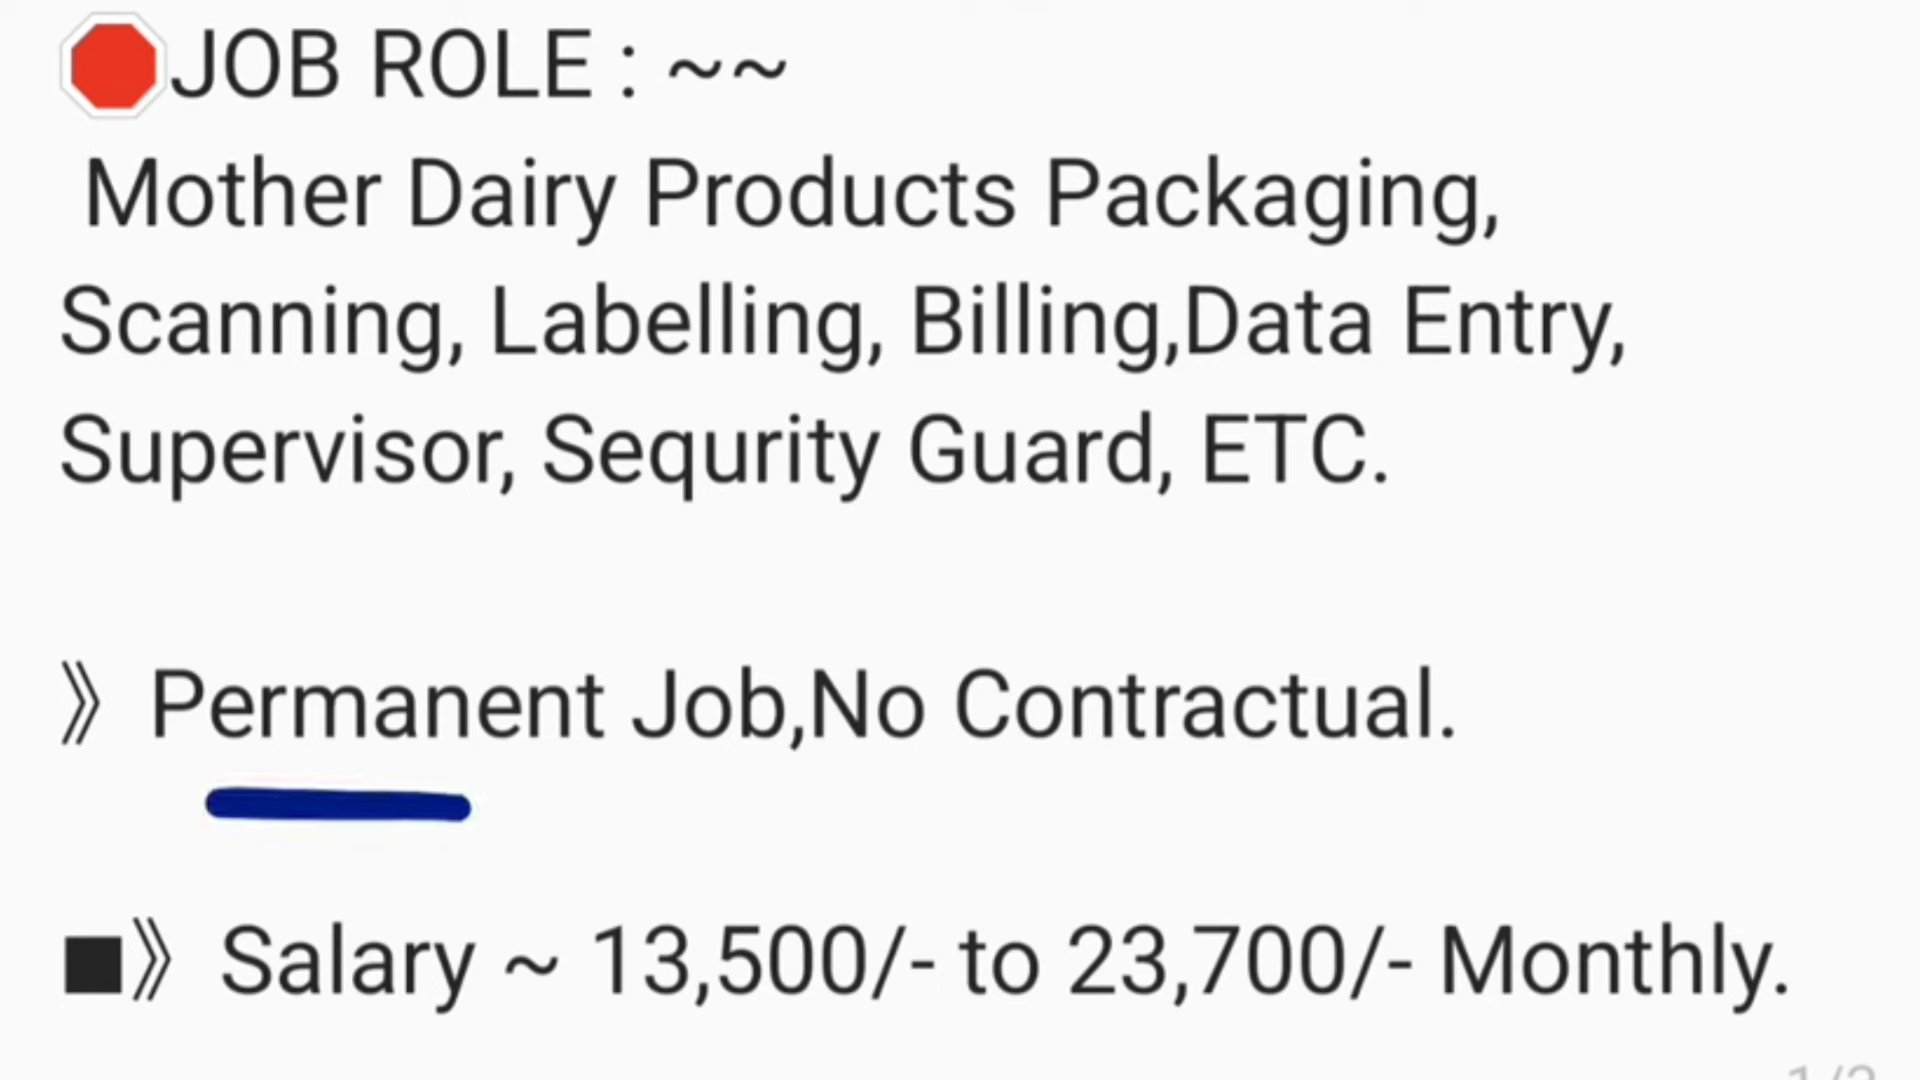 🛑JOB ROLE : ~~
Mother Dairy Products Packaging,
Scanning, Labelling, Billing,Data Entry,
Supervisor, Sequrity Guard, ETC.
》Permanent Job,No Contractual.
■》 Salary ~ 13,500/- to 23,700/- Monthly.